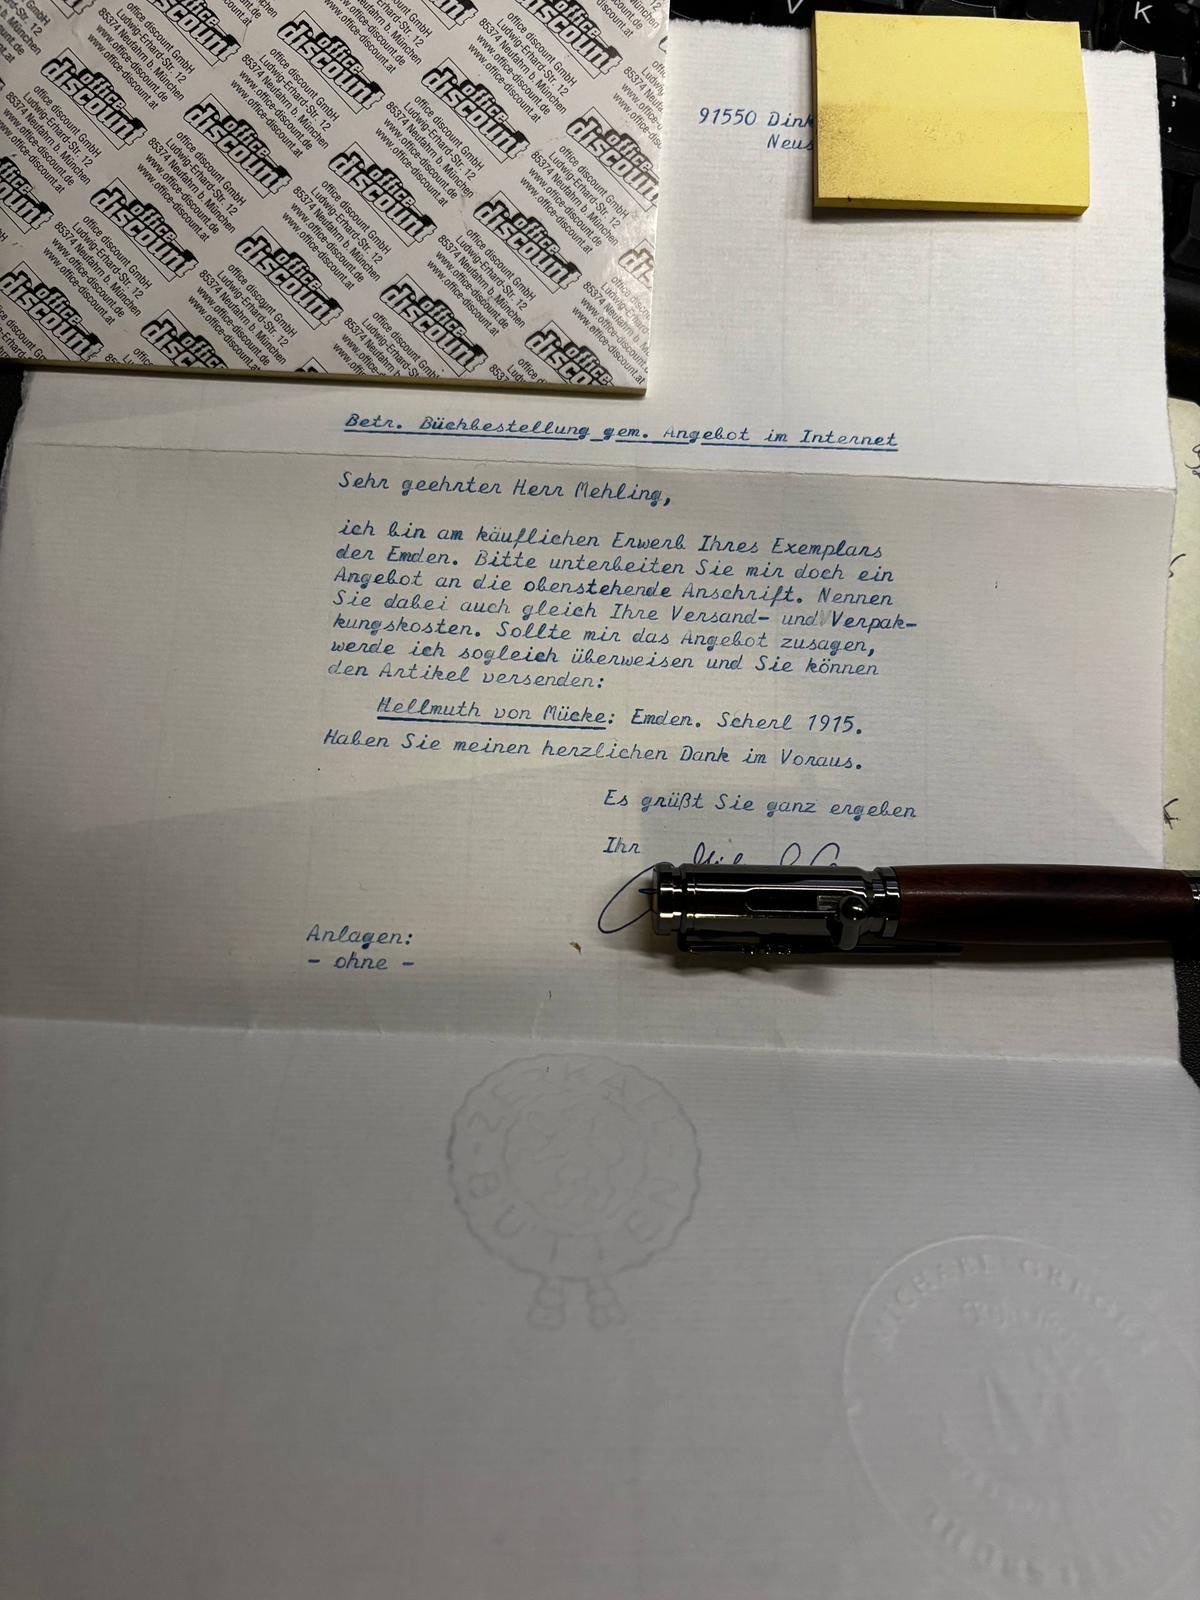 office discount GmbH
Ludwig-Erhard-Str. 12
85374 Neufahrn b. München
www.office-discount.de
www.office-discount.at
office discount
V
K
91550 Dink
Neus
Betr. Büchbestellung gem. Angebot im Internet
Sehr geehrter Herr Mehling,
ich bin am käuflichen Erwerb Ihres Exemplars
der Emden. Bitte unterbeiten Sie mir doch ein
Angebot an die obenstehende Anschrift. Nennen
Sie dabei auch gleich Ihre Versand- und Verpak-
kungskosten. Sollte mir das Angebot zusagen,
werde ich sogleich überweisen und Sie können
den Artikel versenden:
Hellmuth von Mücke: Emden. Scherl 1915.
Haben Sie meinen herzlichen Dank im Voraus.
Es grüßt Sie ganz ergeben
Ihr
Anlagen:
- ohne -
ZERKALL
BÜTTEN
MICHAEL